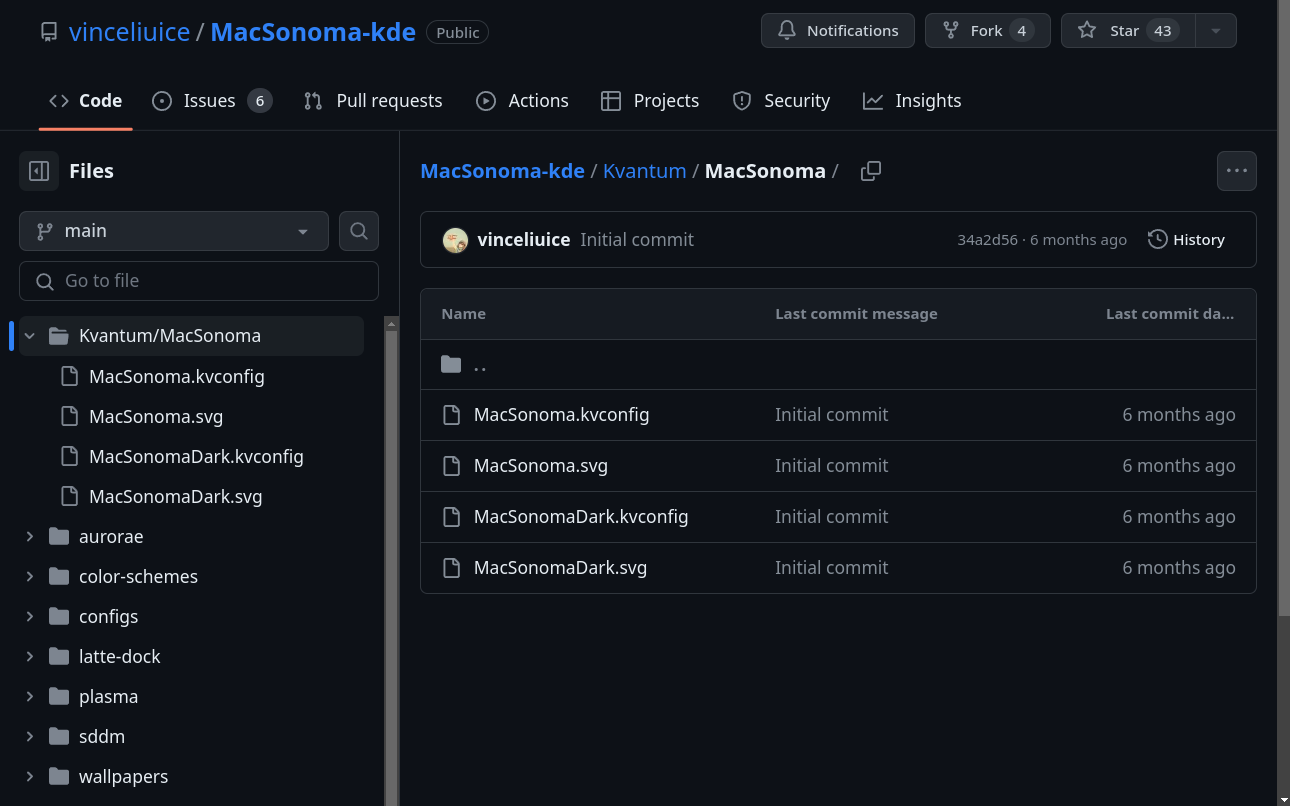 vinceliuice / MacSonoma-kde Public
Notifications Fork 4 Star 43
Code Issues 6 Pull requests Actions Projects Security Insights
Files
main
Go to file
Kvantum/MacSonoma
MacSonoma.kvconfig
MacSonoma.svg
MacSonomaDark.kvconfig
MacSonomaDark.svg
aurorae
color-schemes
configs
latte-dock
plasma
sddm
wallpapers
MacSonoma-kde / Kvantum / MacSonoma /
vinceliuice Initial commit 34a2d56 · 6 months ago History
Name Last commit message Last commit da...
..
MacSonoma.kvconfig Initial commit 6 months ago
MacSonoma.svg Initial commit 6 months ago
MacSonomaDark.kvconfig Initial commit 6 months ago
MacSonomaDark.svg Initial commit 6 months ago